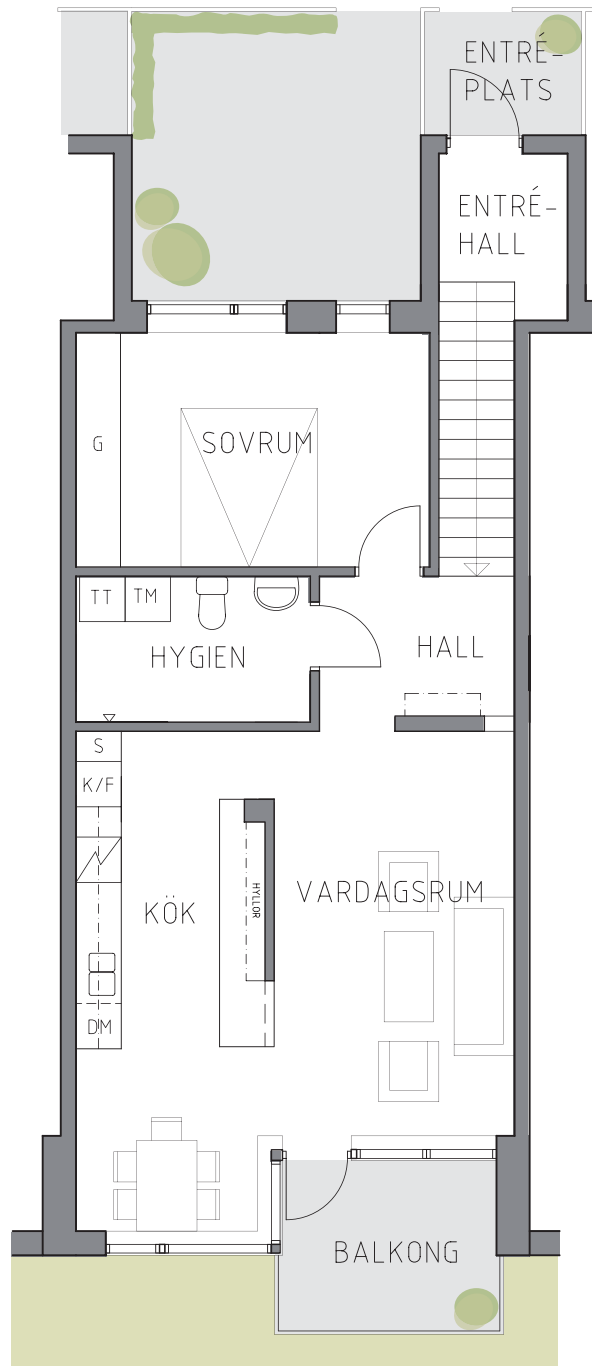 ENTRÉ-
PLATS
ENTRÉ-
HALL
G
SOVRUM
TT TM
HYGIEN
HALL
S
K/F
HYLLOR
VARDAGSRUM
KÖK
DM
BALKONG